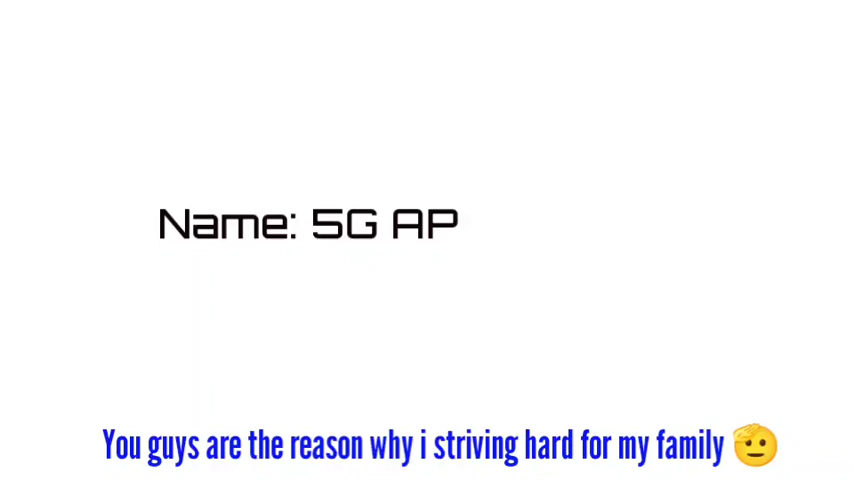 Name: 5G AP
You guys are the reason why i striving hard for my family 🫡